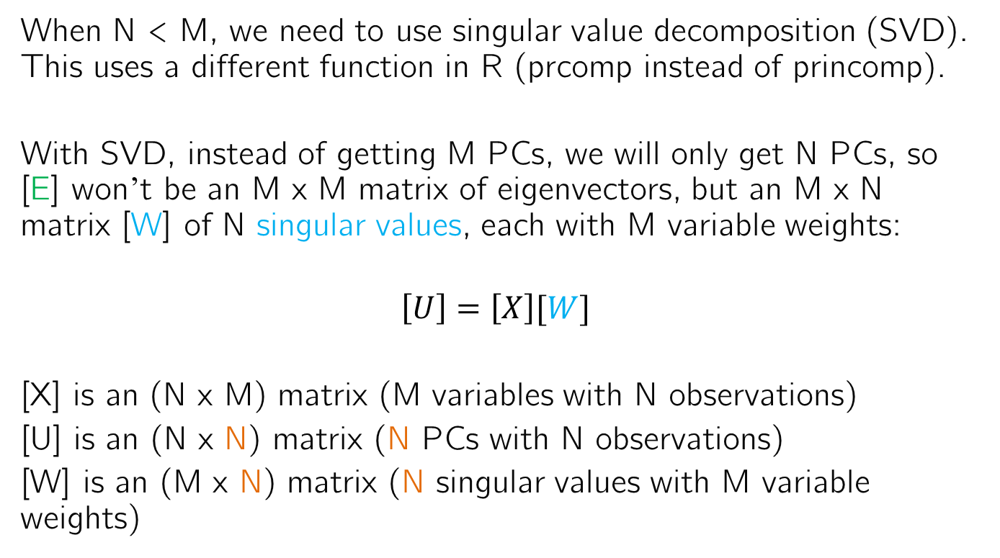 When N < M, we need to use singular value decomposition (SVD).
This uses a different function in R (prcomp instead of princomp).
With SVD, instead of getting M PCs, we will only get N PCs, so
[E] won't be an M x M matrix of eigenvectors, but an M x N
matrix [W] of N singular values, each with M variable weights:
[U] = [X][W]
[X] is an (N x M) matrix (M variables with N observations)
[U] is an (N x N) matrix (N PCs with N observations)
[W] is an (M x N) matrix (N singular values with M variable
weights)